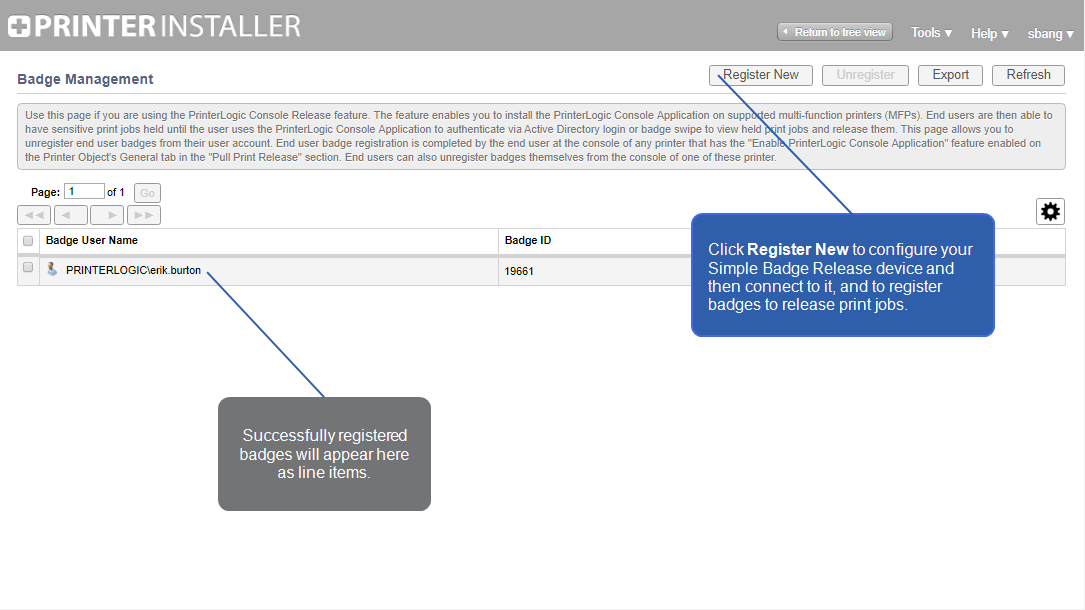 PRINTERINSTALLER
Return to tree view Tools ▾ Help ▾ sbang ▾
Badge Management
Register New Unregister Export Refresh
Use this page if you are using the PrinterLogic Console Release feature. The feature enables you to install the PrinterLogic Console Application on supported multi-function printers (MFPs). End users are then able to
have sensitive print jobs held until the user uses the PrinterLogic Console Application to authenticate via Active Directory login or badge swipe to view held print jobs and release them. This page allows you to
unregister end user badges from their user account. End user badge registration is completed by the end user at the console of any printer that has the "Enable PrinterLogic Console Application" feature enabled on
the Printer Object's General tab in the "Pull Print Release" section. End users can also unregister badges themselves from the console of one of these printer.
Page: 1 of 1 Go
Badge User Name Badge ID
PRINTERLOGIC\erik.burton 19661
Click Register New to configure your
Simple Badge Release device and
then connect to it, and to register
badges to release print jobs.
Successfully registered
badges will appear here
as line items.